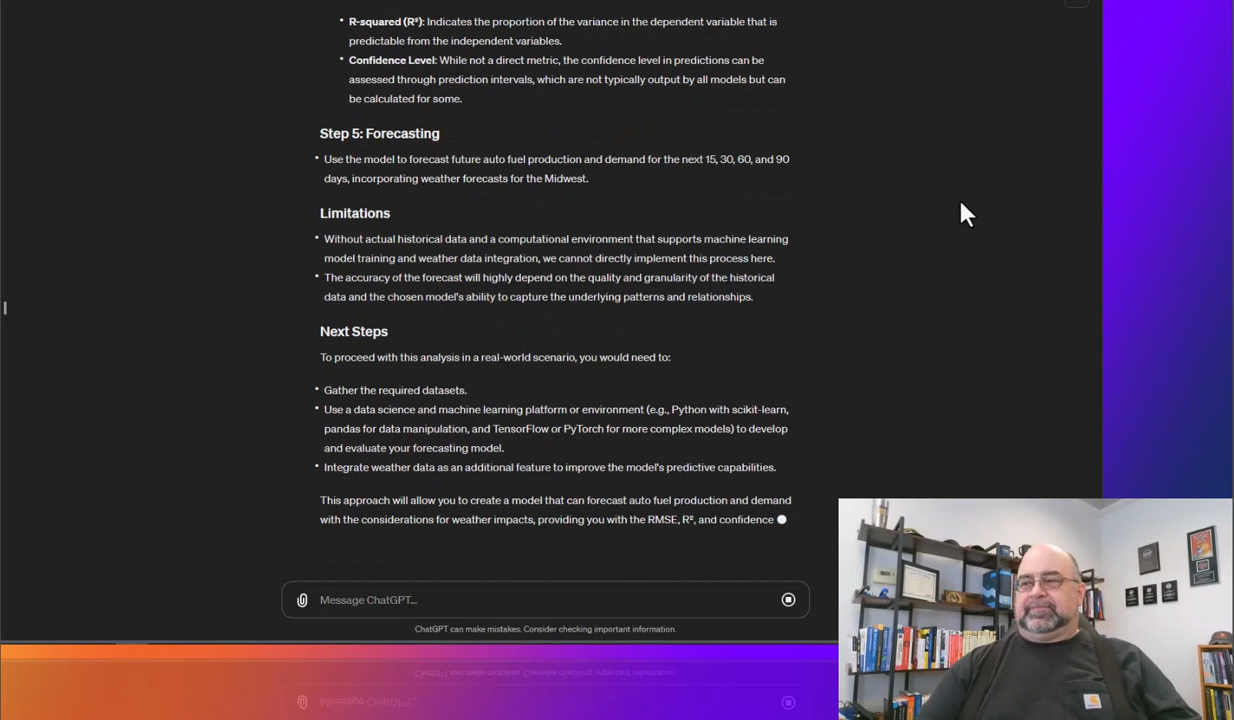 R-squared (R²): Indicates the proportion of the variance in the dependent variable that is
predictable from the independent variables.
Confidence Level: While not a direct metric, the confidence level in predictions can be
assessed through prediction intervals, which are not typically output by all models but can
be calculated for some.
Step 5: Forecasting
Use the model to forecast future auto fuel production and demand for the next 15, 30, 60, and 90
days, incorporating weather forecasts for the Midwest.
Limitations
Without actual historical data and a computational environment that supports machine learning
model training and weather data integration, we cannot directly implement this process here.
The accuracy of the forecast will highly depend on the quality and granularity of the historical
data and the chosen model's ability to capture the underlying patterns and relationships.
Next Steps
To proceed with this analysis in a real-world scenario, you would need to:
Gather the required datasets.
Use a data science and machine learning platform or environment (e.g., Python with scikit-learn,
pandas for data manipulation, and TensorFlow or PyTorch for more complex models) to develop
and evaluate your forecasting model.
Integrate weather data as an additional feature to improve the model's predictive capabilities.
This approach will allow you to create a model that can forecast auto fuel production and demand
with the considerations for weather impacts, providing you with the RMSE, R², and confidence
Message ChatGPT...
ChatGPT can make mistakes. Consider checking important information.